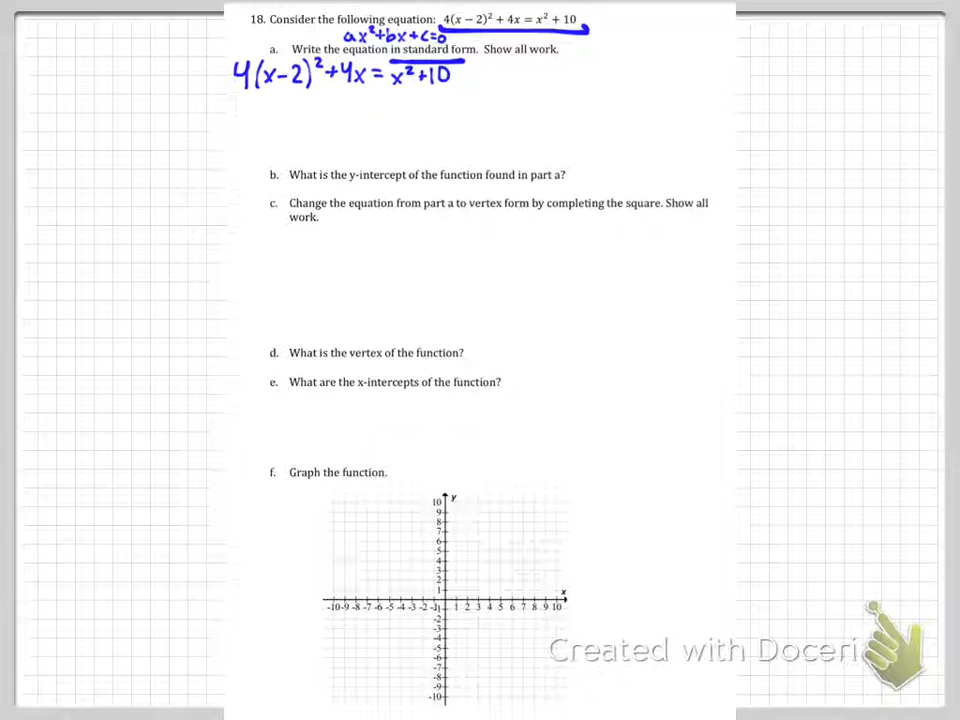 18. Consider the following equation: 4(x − 2)² + 4x = x² + 10
ax²+bx+c=0
a. Write the equation in standard form. Show all work.
4(x-2)²+4x = x²+10
b. What is the y-intercept of the function found in part a?
c. Change the equation from part a to vertex form by completing the square. Show all
work.
d. What is the vertex of the function?
e. What are the x-intercepts of the function?
f. Graph the function.
y
10
9
8
7
6
5
4
3
2
1
x
-10 -9 -8 -7 -6 -5 -4 -3 -2 -1 1 2 3 4 5 6 7 8 9 10
-1
-2
-3
-4
-5
-6
-7
-8
-9
-10
Created with Doceri